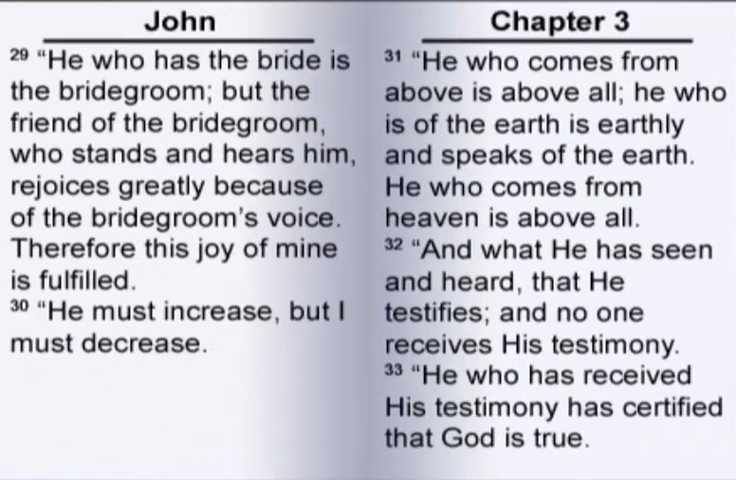 John
²⁹ “He who has the bride is
the bridegroom; but the
friend of the bridegroom,
who stands and hears him,
rejoices greatly because
of the bridegroom’s voice.
Therefore this joy of mine
is fulfilled.
³⁰ “He must increase, but I
must decrease.
Chapter 3
³¹ “He who comes from
above is above all; he who
is of the earth is earthly
and speaks of the earth.
He who comes from
heaven is above all.
³² “And what He has seen
and heard, that He
testifies; and no one
receives His testimony.
³³ “He who has received
His testimony has certified
that God is true.